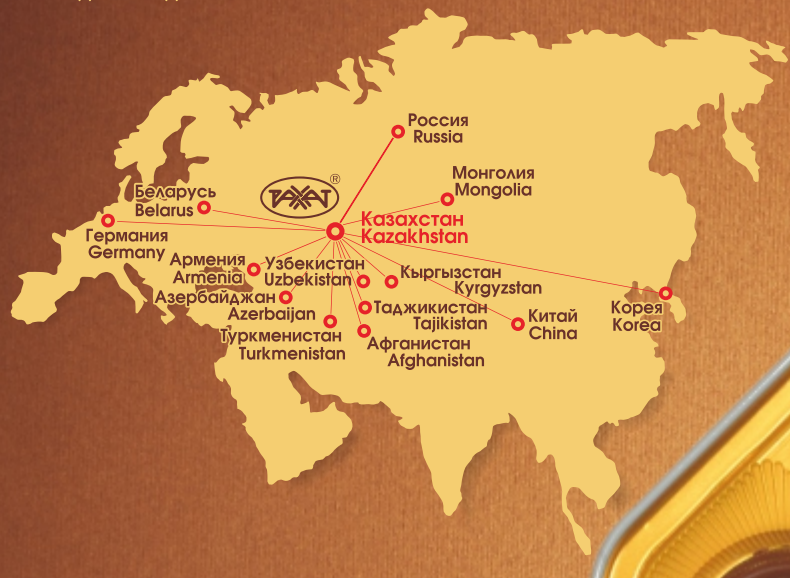 Россия
Russia
Монголия
Mongolia
Беларусь
Belarus
РАХАТ
®
Казахстан
Kazakhstan
Германия
Germany
Армения
Armenia
Узбекистан
Uzbekistan
Кыргызстан
Kyrgyzstan
Азербайджан
Azerbaijan
Таджикистан
Tajikistan
Китай
China
Корея
Korea
Туркменистан
Turkmenistan
Афганистан
Afghanistan